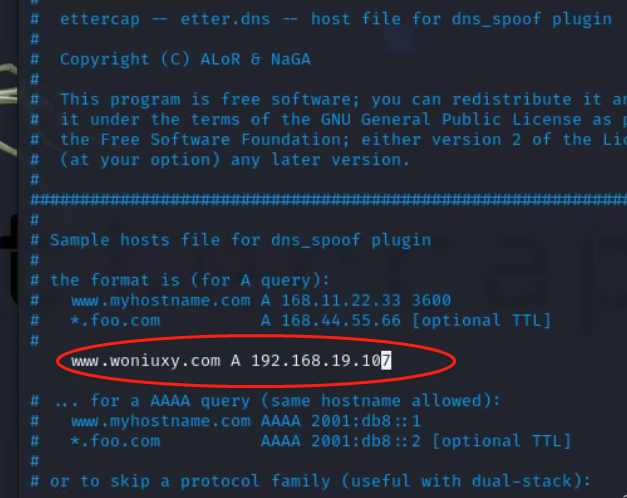 #
# ettercap -- etter.dns -- host file for dns_spoof plugin
#
# Copyright (C) ALoR & NaGA
#
# This program is free software; you can redistribute it
# it under the terms of the GNU General Public License as
# the Free Software Foundation; either version 2 of the
# (at your option) any later version.
#
############################################################
#
# Sample hosts file for dns_spoof plugin
#
# the format is (for A query):
# www.myhostname.com A 168.11.22.33 3600
# *.foo.com A 168.44.55.66 [optional TTL]
#
www.woniuxy.com A 192.168.19.107
# ... for a AAAA query (same hostname allowed):
# www.myhostname.com AAAA 2001:db8::1
# *.foo.com AAAA 2001:db8::2 [optional TTL]
#
# or to skip a protocol family (useful with dual-stack):